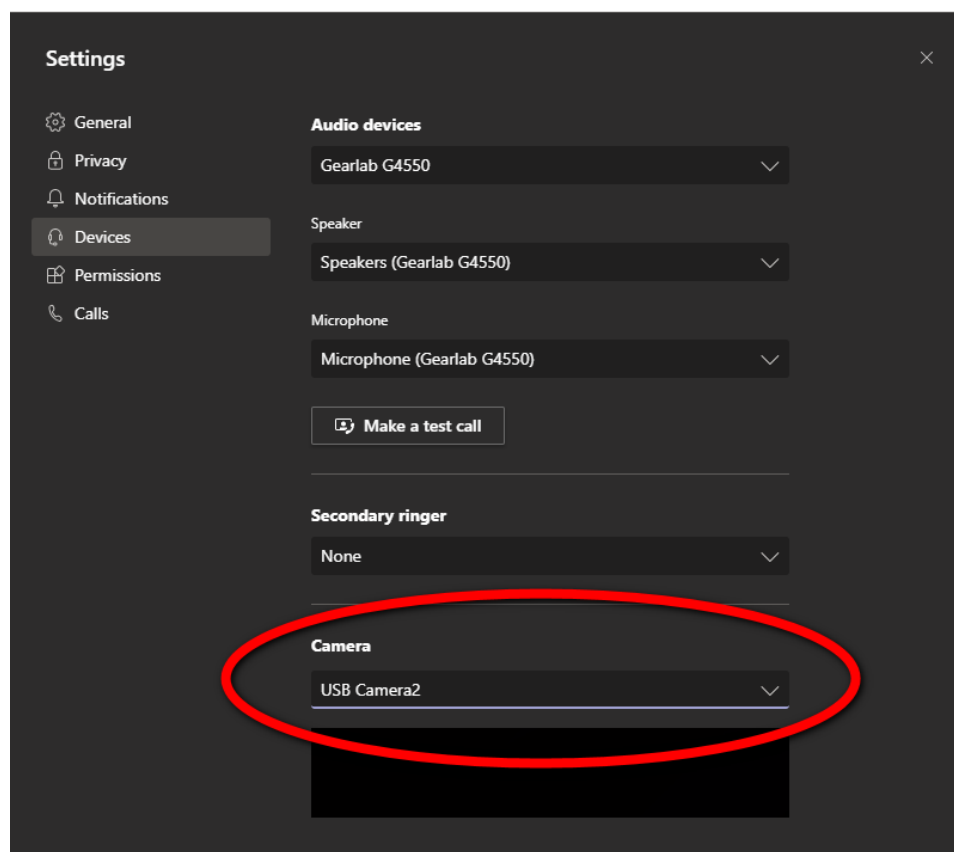 Settings
General
Privacy
Notifications
Devices
Permissions
Calls
Audio devices
Gearlab G4550
Speaker
Speakers (Gearlab G4550)
Microphone
Microphone (Gearlab G4550)
Make a test call
Secondary ringer
None
Camera
USB Camera2